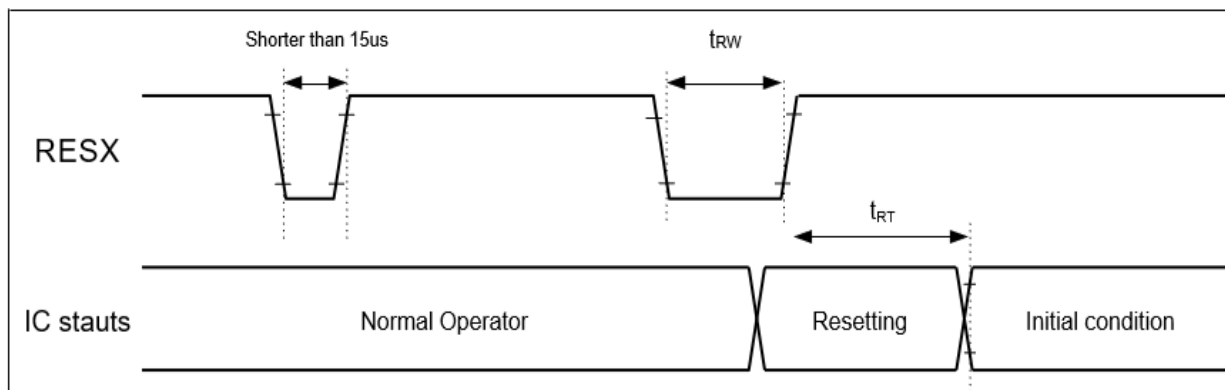 Shorter than 15us
tRW
RESX
tRT
IC stauts
Normal Operator
Resetting
Initial condition